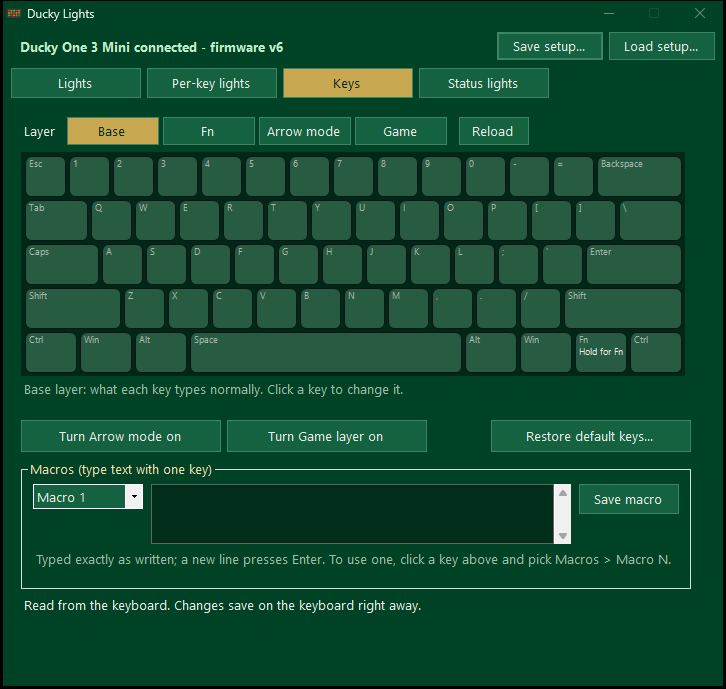 Ducky Lights
Ducky One 3 Mini connected - firmware v6
Save setup...
Load setup...
Lights
Per-key lights
Keys
Status lights
Layer
Base
Fn
Arrow mode
Game
Reload
Esc 1 2 3 4 5 6 7 8 9 0 - = Backspace
Tab Q W E R T Y U I O P [ ] \
Caps A S D F G H J K L ; ' Enter
Shift Z X C V B N M , . / Shift
Ctrl Win Alt Space Alt Win Fn Ctrl
Hold for Fn
Base layer: what each key types normally. Click a key to change it.
Turn Arrow mode on
Turn Game layer on
Restore default keys...
Macros (type text with one key)
Macro 1
Save macro
Typed exactly as written; a new line presses Enter. To use one, click a key above and pick Macros > Macro N.
Read from the keyboard. Changes save on the keyboard right away.